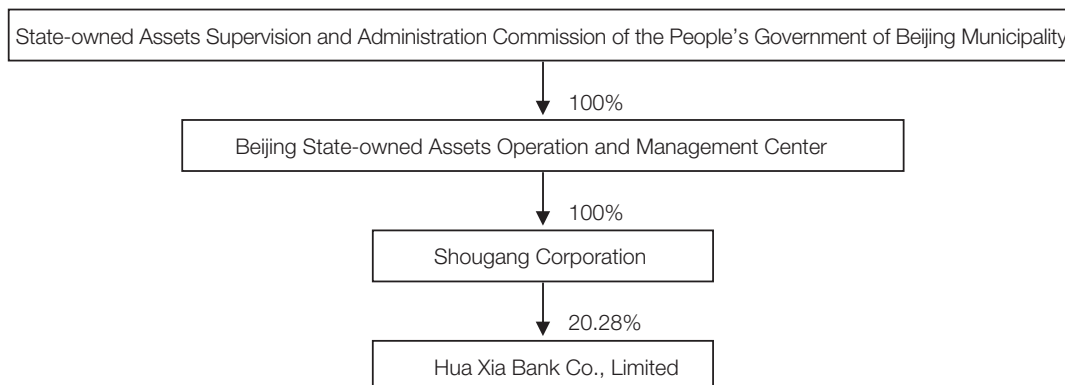 State-owned Assets Supervision and Administration Commission of the People's Government of Beijing Municipality
100%
Beijing State-owned Assets Operation and Management Center
100%
Shougang Corporation
20.28%
Hua Xia Bank Co., Limited